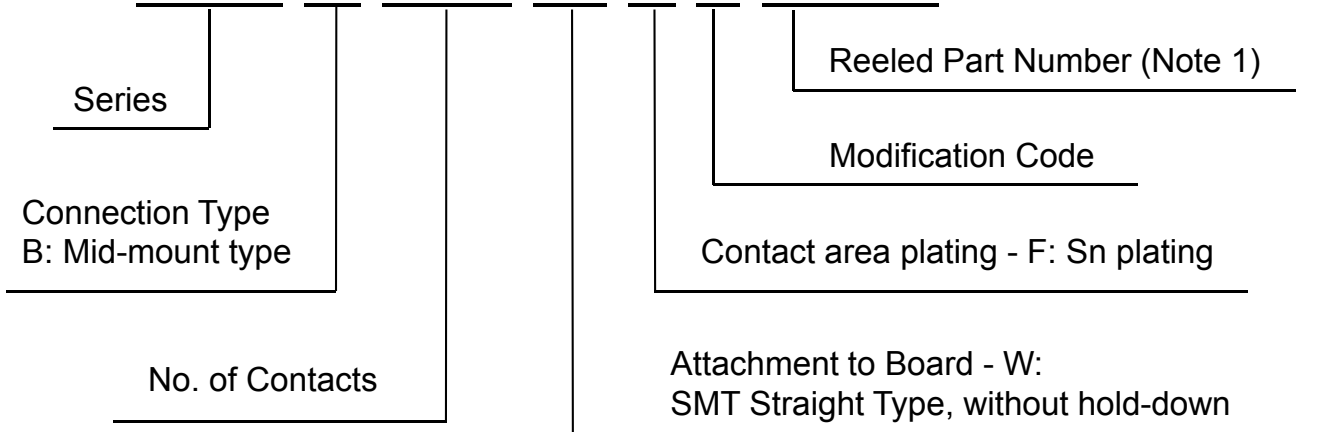 Reeled Part Number (Note 1)
Series
Modification Code
Connection Type
B: Mid-mount type
Contact area plating - F: Sn plating
No. of Contacts
Attachment to Board - W:
SMT Straight Type, without hold-down